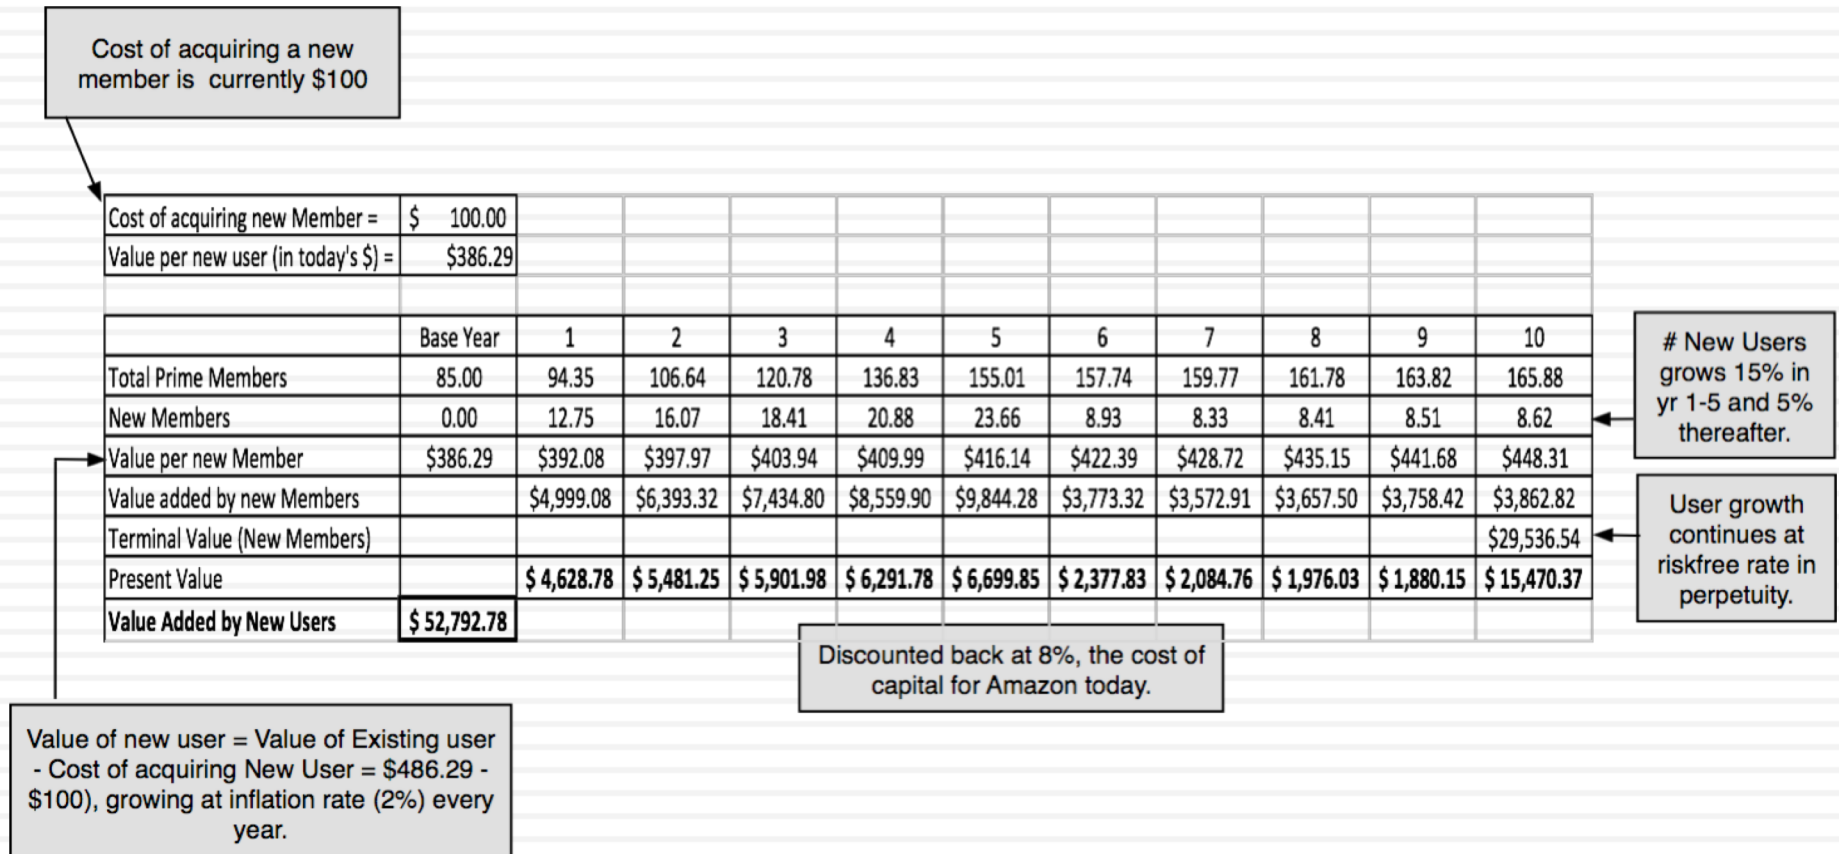 Cost of acquiring a new
member is currently $100
Cost of acquiring new Member = $ 100.00
Value per new user (in today's $) = $386.29
Base Year 1 2 3 4 5 6 7 8 9 10
Total Prime Members 85.00 94.35 106.64 120.78 136.83 155.01 157.74 159.77 161.78 163.82 165.88
New Members 0.00 12.75 16.07 18.41 20.88 23.66 8.93 8.33 8.41 8.51 8.62
Value per new Member $386.29 $392.08 $397.97 $403.94 $409.99 $416.14 $422.39 $428.72 $435.15 $441.68 $448.31
Value added by new Members $4,999.08 $6,393.32 $7,434.80 $8,559.90 $9,844.28 $3,773.32 $3,572.91 $3,657.50 $3,758.42 $3,862.82
Terminal Value (New Members) $29,536.54
Present Value $ 4,628.78 $ 5,481.25 $ 5,901.98 $ 6,291.78 $ 6,699.85 $ 2,377.83 $ 2,084.76 $ 1,976.03 $ 1,880.15 $ 15,470.37
Value Added by New Users $ 52,792.78
# New Users
grows 15% in
yr 1-5 and 5%
thereafter.
User growth
continues at
riskfree rate in
perpetuity.
Discounted back at 8%, the cost of
capital for Amazon today.
Value of new user = Value of Existing user
- Cost of acquiring New User = $486.29 -
$100), growing at inflation rate (2%) every
year.